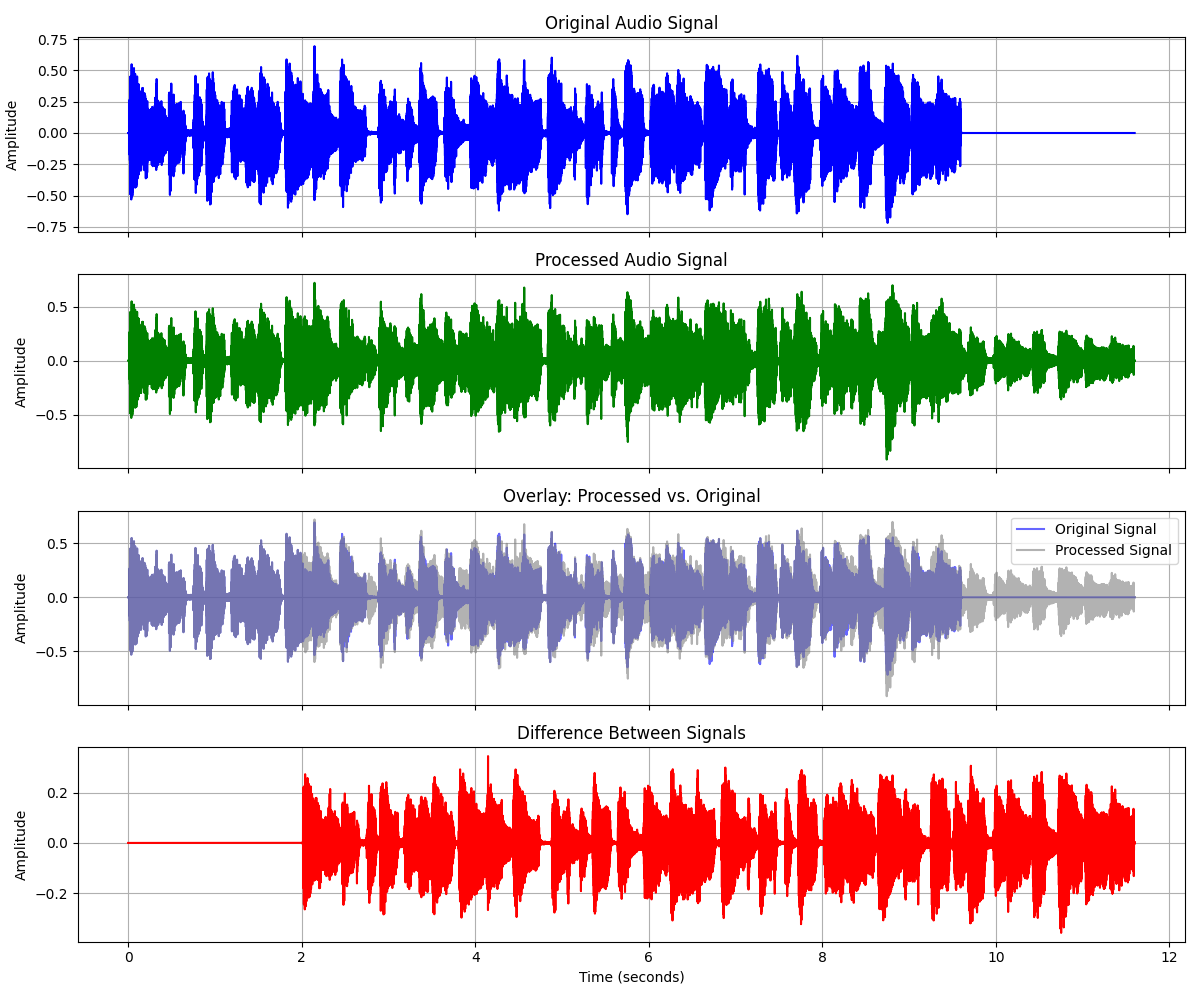 Original Audio Signal
0.75
0.50
0.25
0.00
−0.25
−0.50
−0.75
Amplitude
Processed Audio Signal
0.5
0.0
−0.5
Amplitude
Overlay: Processed vs. Original
0.5
0.0
−0.5
Amplitude
Original Signal
Processed Signal
Difference Between Signals
0.2
0.0
−0.2
Amplitude
0 2 4 6 8 10 12
Time (seconds)